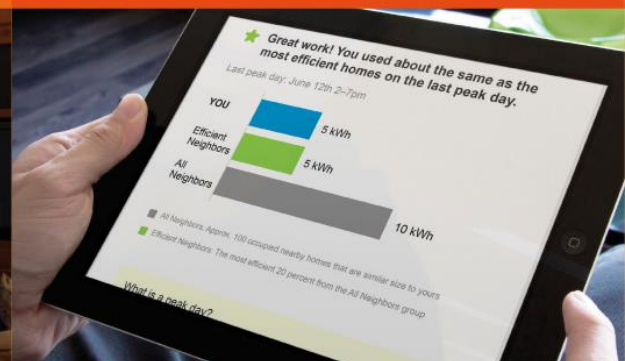 Great work! You used about the same as the
most efficient homes on the last peak day.
Last peak day, June 12th 2–7pm
YOU
5 kWh
Efficient
Neighbors
5 kWh
All
Neighbors
10 kWh
All Neighbors: Approx. 100 occupied nearby homes that are similar size to yours
Efficient Neighbors: The most efficient 20 percent from the All Neighbors group
What is a peak day?